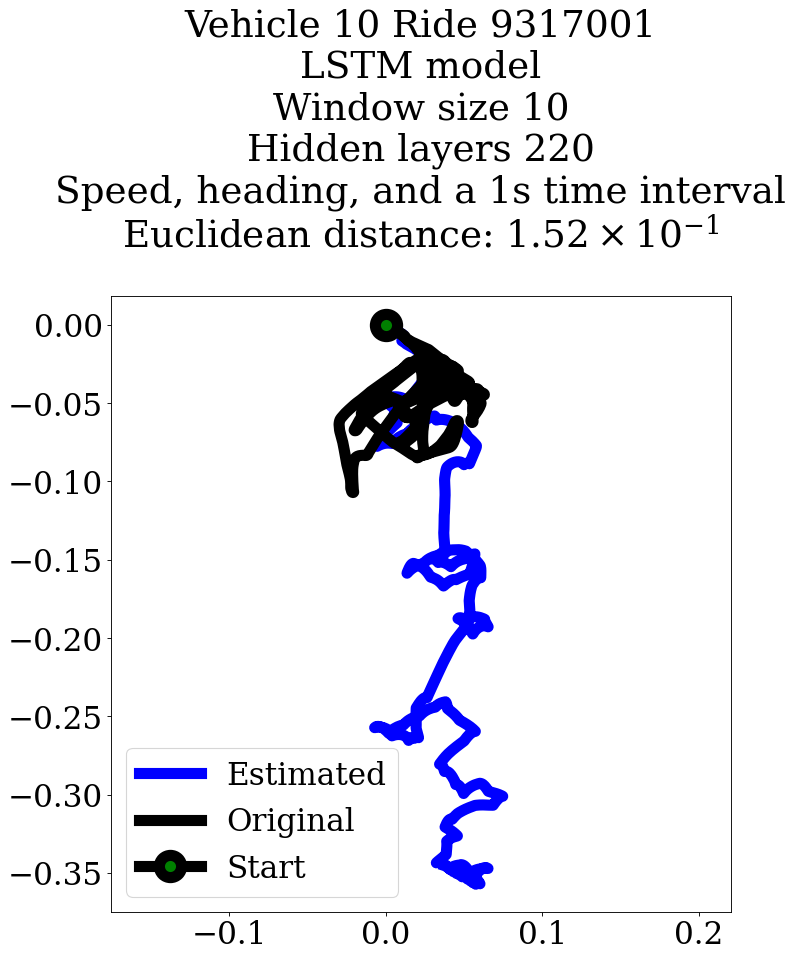 Vehicle 10 Ride 9317001
LSTM model
Window size 10
Hidden layers 220
Speed, heading, and a 1s time interval
Euclidean distance: 1.52 × 10⁻¹
0.00
−0.05
−0.10
−0.15
−0.20
−0.25
−0.30
−0.35
Estimated
Original
Start
−0.1 0.0 0.1 0.2